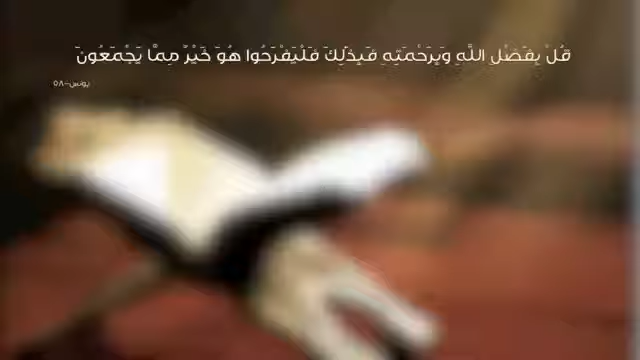 قُلْ بِفَضْلِ اللَّهِ وَبِرَحْمَتِهِ فَبِذَٰلِكَ فَلْيَفْرَحُوا هُوَ خَيْرٌ مِمَّا يَجْمَعُونَ
يونس-٥٨